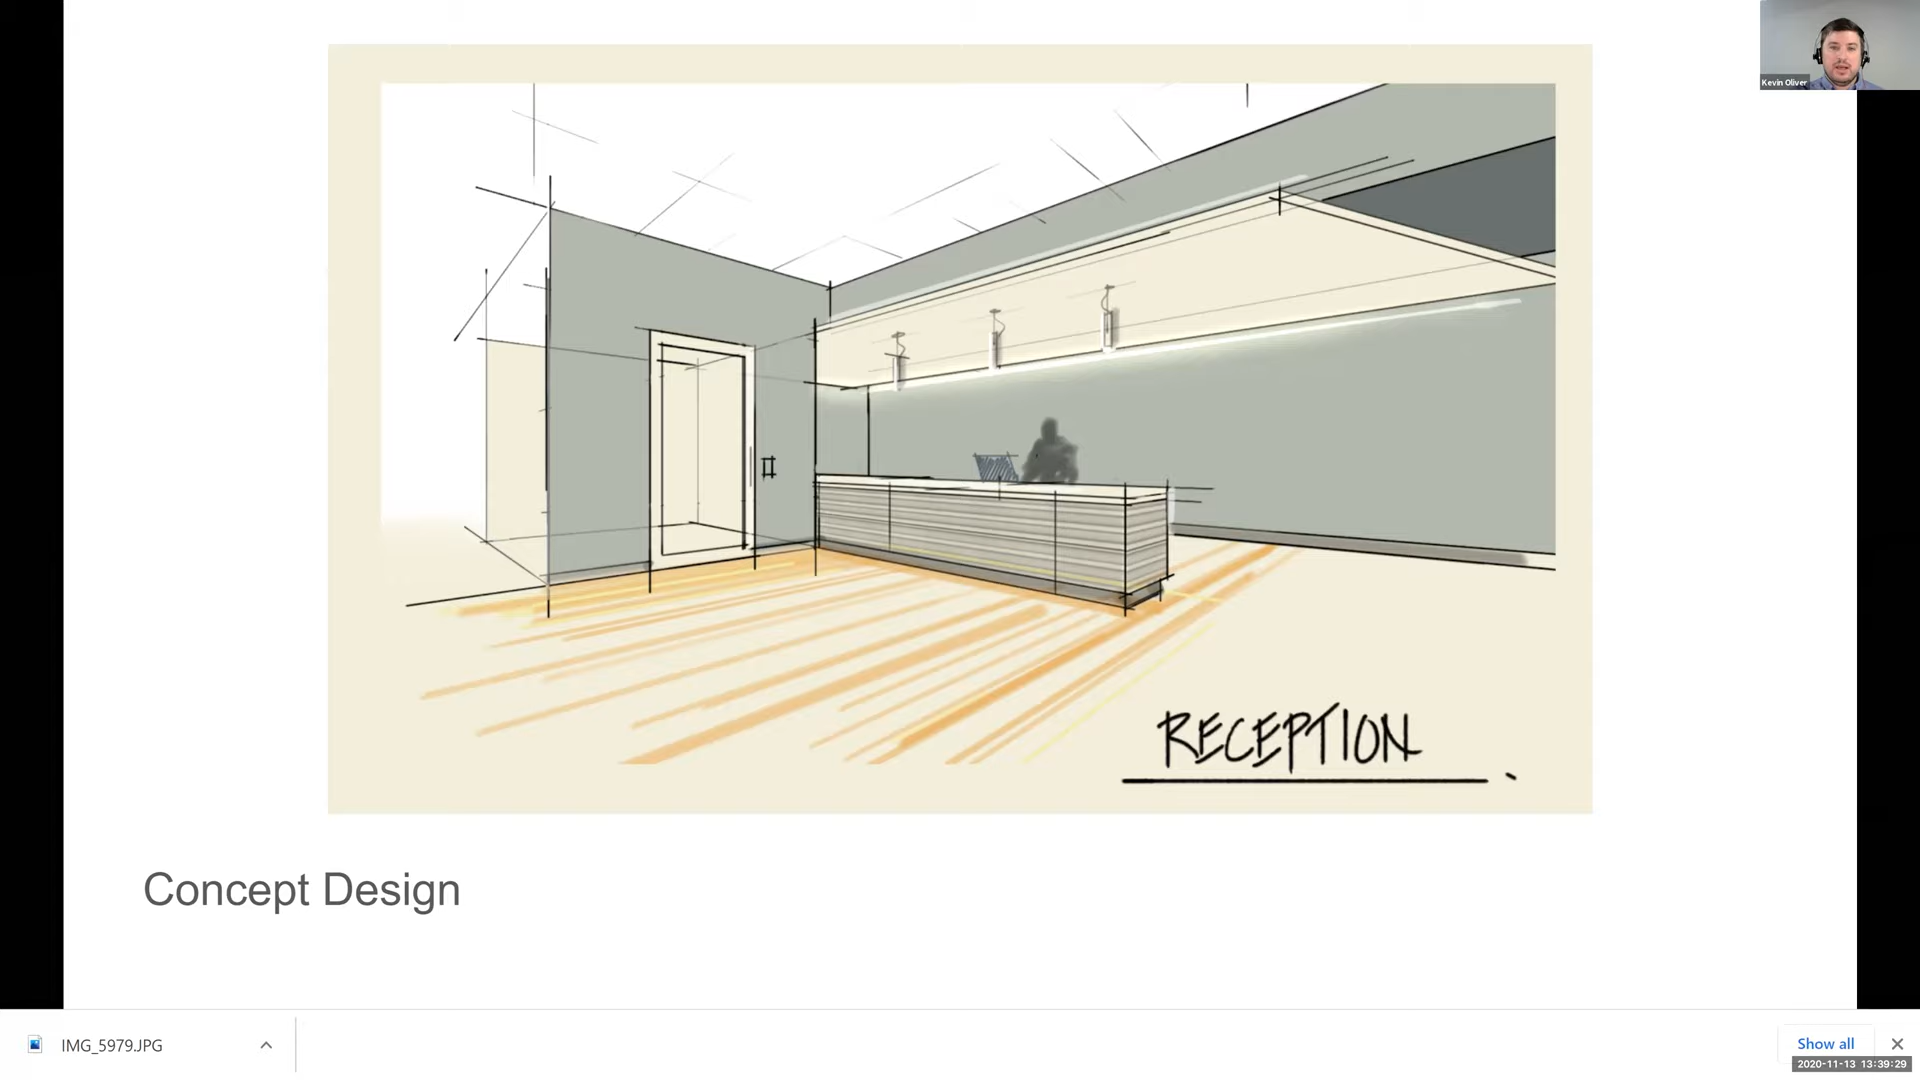 Kevin Oliver
RECEPTION
Concept Design
IMG_5979.JPG
Show all
2020-11-13 13:39:29